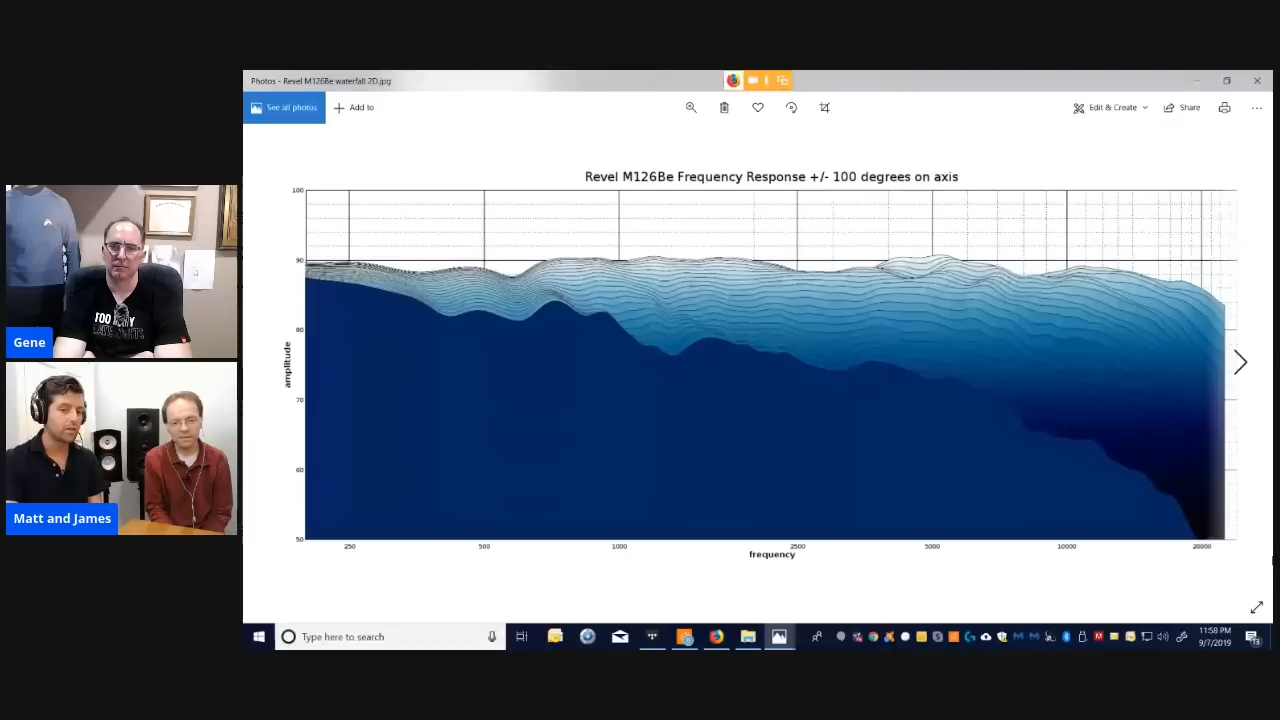 Photos - Revel M126Be waterfall 2D.jpg
See all photos
Add to
Edit & Create
Share
Revel M126Be Frequency Response +/- 100 degrees on axis
100
90
80
70
60
50
amplitude
250 500 1000 2500 5000 10000 20000
frequency
Gene
TOO
Matt and James
Type here to search
11:58 PM
9/7/2019